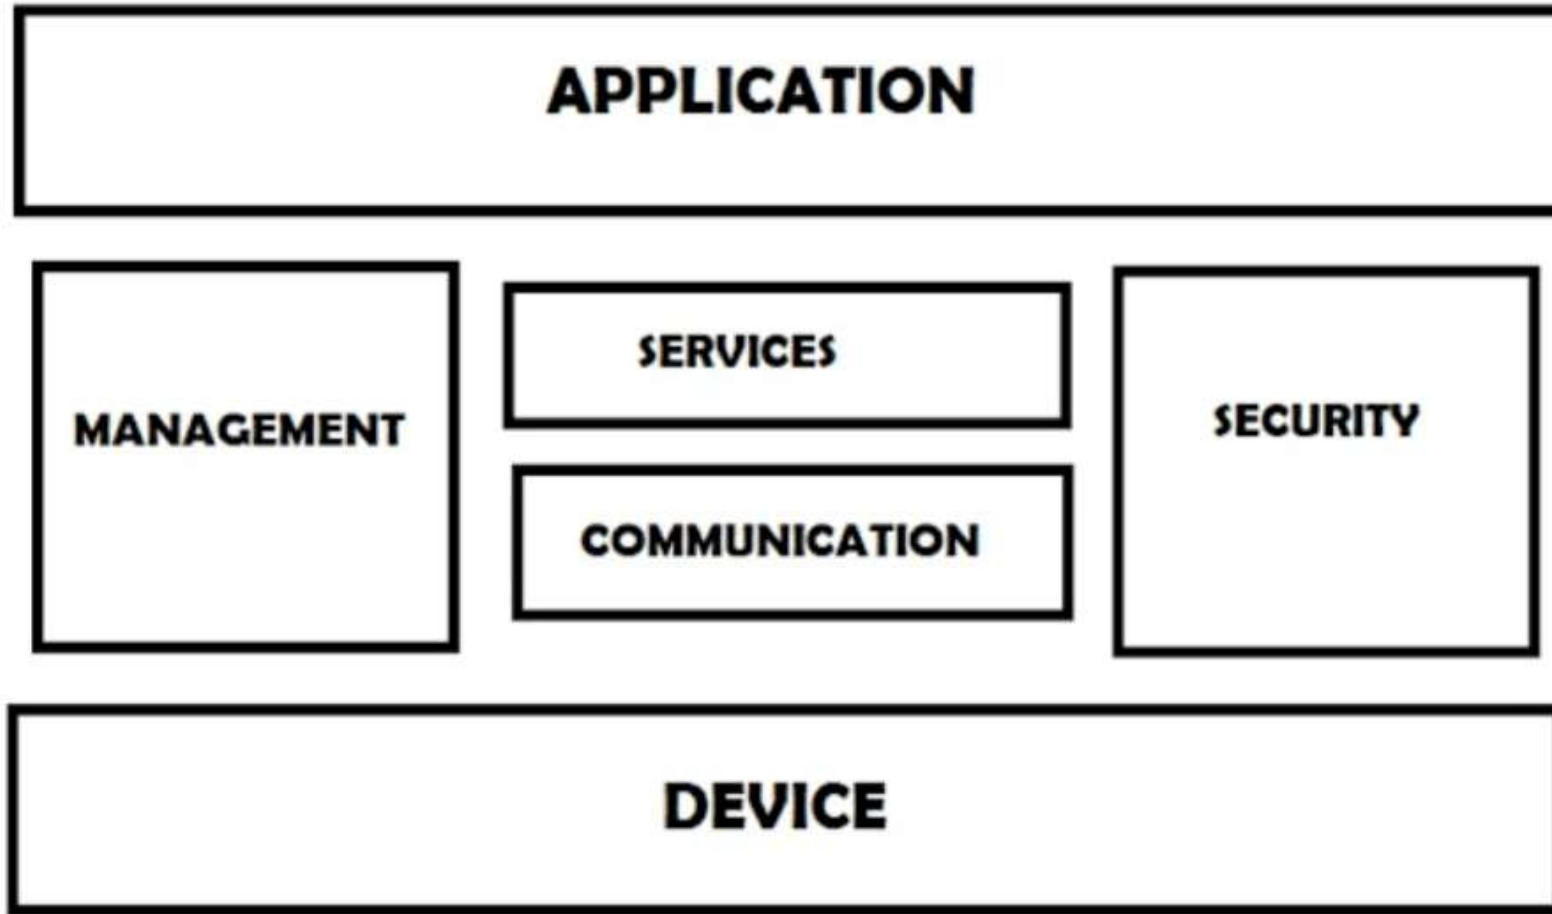 APPLICATION
MANAGEMENT
SERVICES
COMMUNICATION
SECURITY
DEVICE